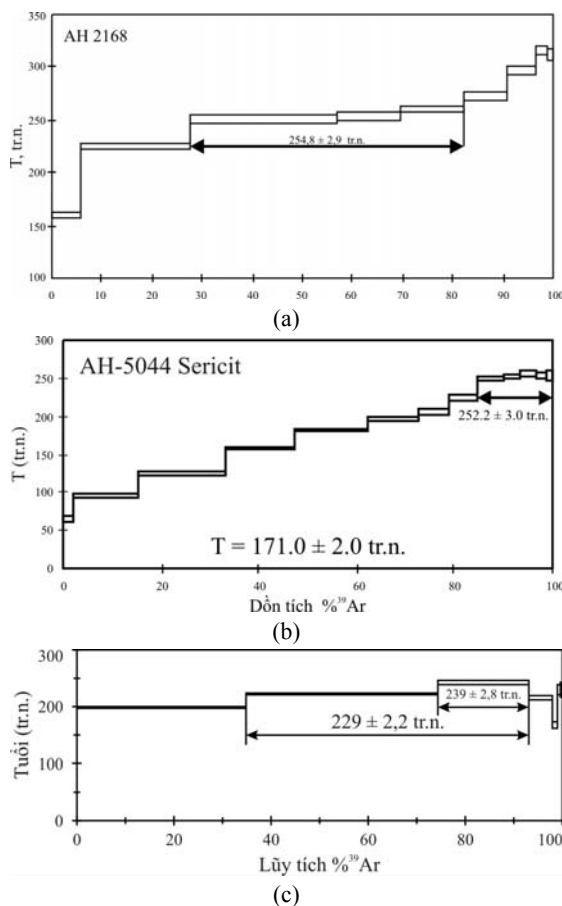 AH 2168
T, tr.n.
350
300
250
200
150
100
254,8 ± 2,9 tr.n.
0 10 20 30 40 50 60 70 80 90 100
(a)
AH-5044 Sericit
T (tr.n.)
300
250
200
150
100
50
0
252.2 ± 3.0 tr.n.
T = 171.0 ± 2.0 tr.n.
0 20 40 60 80 100
Dồn tích %³⁹Ar
(b)
Tuổi (tr.n.)
300
200
100
0
239 ± 2,8 tr.n.
229 ± 2,2 tr.n.
0 20 40 60 80 100
Lũy tích %³⁹Ar
(c)